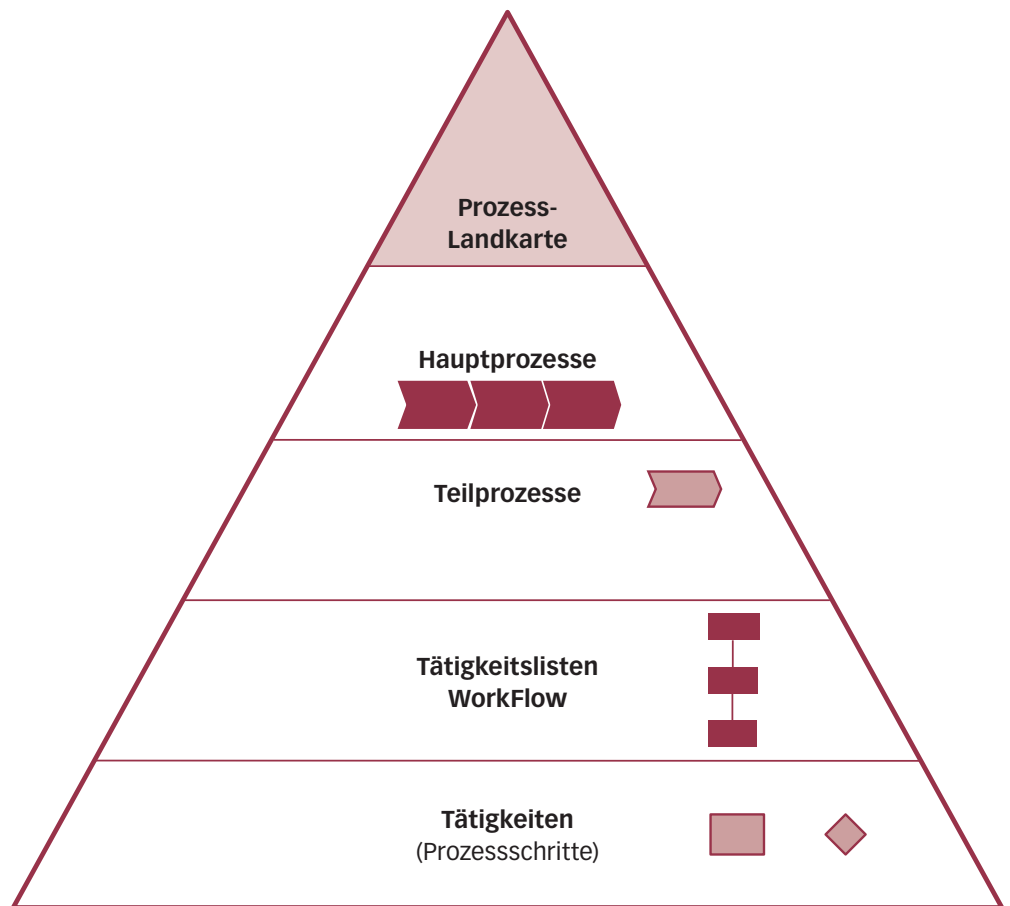 Prozess-
Landkarte
Hauptprozesse
Teilprozesse
Tätigkeitslisten
WorkFlow
Tätigkeiten
(Prozessschritte)